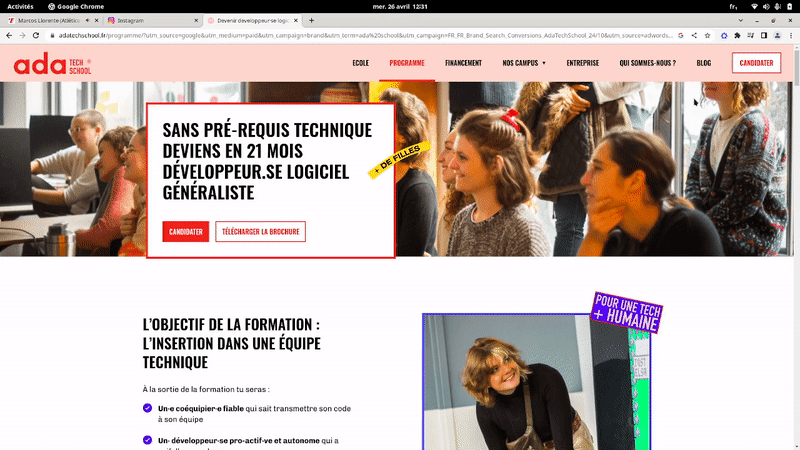 Activités
Google Chrome
mer. 26 avril 12:31
fr₁
Marcos Llorente (Atlético
Instagram
Devenir developpeur·se logi
adatechschool.fr/programme/?utm_source=google&utm_medium=paid&utm_campaign=brand&utm_term=ada%20school&utm_campaign=FR_FR_Brand_Search_Conversions_AdaTechSchool_24/10&utm_source=adwords...
ada TECH SCHOOL
ECOLE
PROGRAMME
FINANCEMENT
NOS CAMPUS
ENTREPRISE
QUI SOMMES-NOUS ?
BLOG
CANDIDATER
SANS PRÉ-REQUIS TECHNIQUE
DEVIENS EN 21 MOIS
DÉVELOPPEUR.SE LOGICIEL
GÉNÉRALISTE
+ DE FILLES
CANDIDATER
TÉLÉCHARGER LA BROCHURE
POUR UNE TECH
+ HUMAINE
L'OBJECTIF DE LA FORMATION :
L'INSERTION DANS UNE ÉQUIPE
TECHNIQUE
À la sortie de la formation tu seras :
Un·e coéquipier·e fiable qui sait transmettre son code
à son équipe
Un· développeur·se pro-actif·ve et autonome qui a